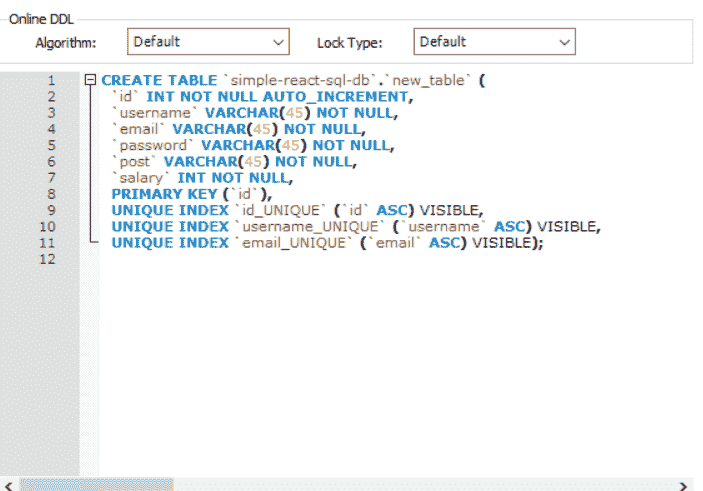 Online DDL
Algorithm: Default Lock Type: Default
1 CREATE TABLE `simple-react-sql-db`.`new_table` (
2 `id` INT NOT NULL AUTO_INCREMENT,
3 `username` VARCHAR(45) NOT NULL,
4 `email` VARCHAR(45) NOT NULL,
5 `password` VARCHAR(45) NOT NULL,
6 `post` VARCHAR(45) NOT NULL,
7 `salary` INT NOT NULL,
8 PRIMARY KEY (`id`),
9 UNIQUE INDEX `id_UNIQUE` (`id` ASC) VISIBLE,
10 UNIQUE INDEX `username_UNIQUE` (`username` ASC) VISIBLE,
11 UNIQUE INDEX `email_UNIQUE` (`email` ASC) VISIBLE);
12